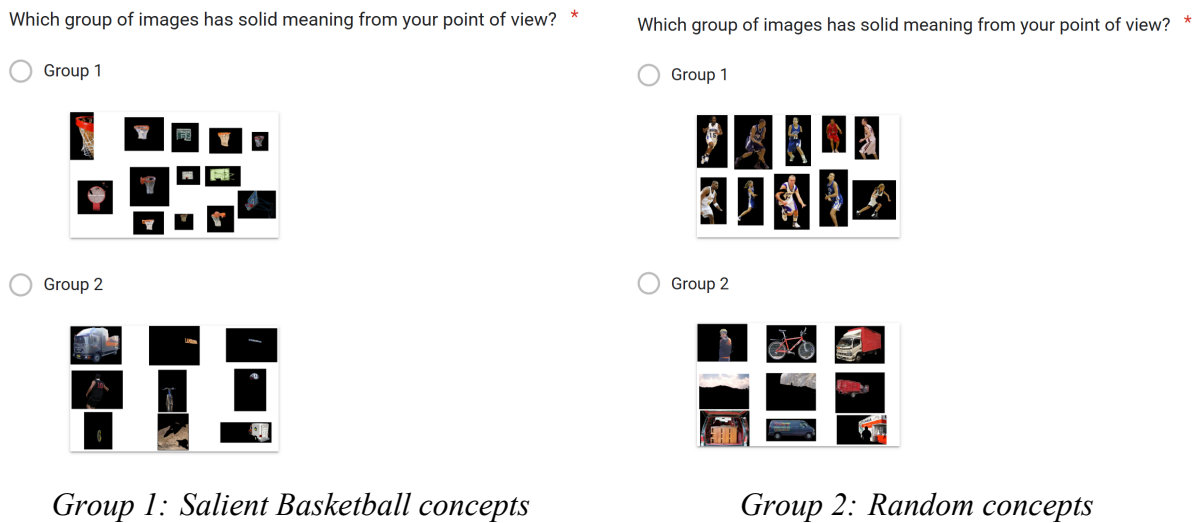 Which group of images has solid meaning from your point of view? *
Group 1
Group 2
Which group of images has solid meaning from your point of view? *
Group 1
Group 2
Group 1: Salient Basketball concepts
Group 2: Random concepts